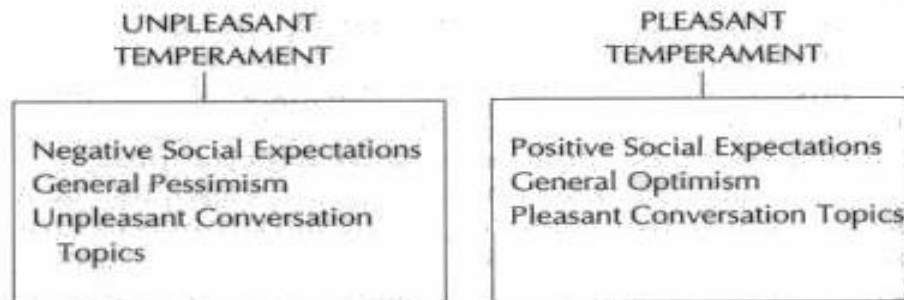 UNPLEASANT
TEMPERAMENT
Negative Social Expectations
General Pessimism
Unpleasant Conversation
Topics
PLEASANT
TEMPERAMENT
Positive Social Expectations
General Optimism
Pleasant Conversation Topics